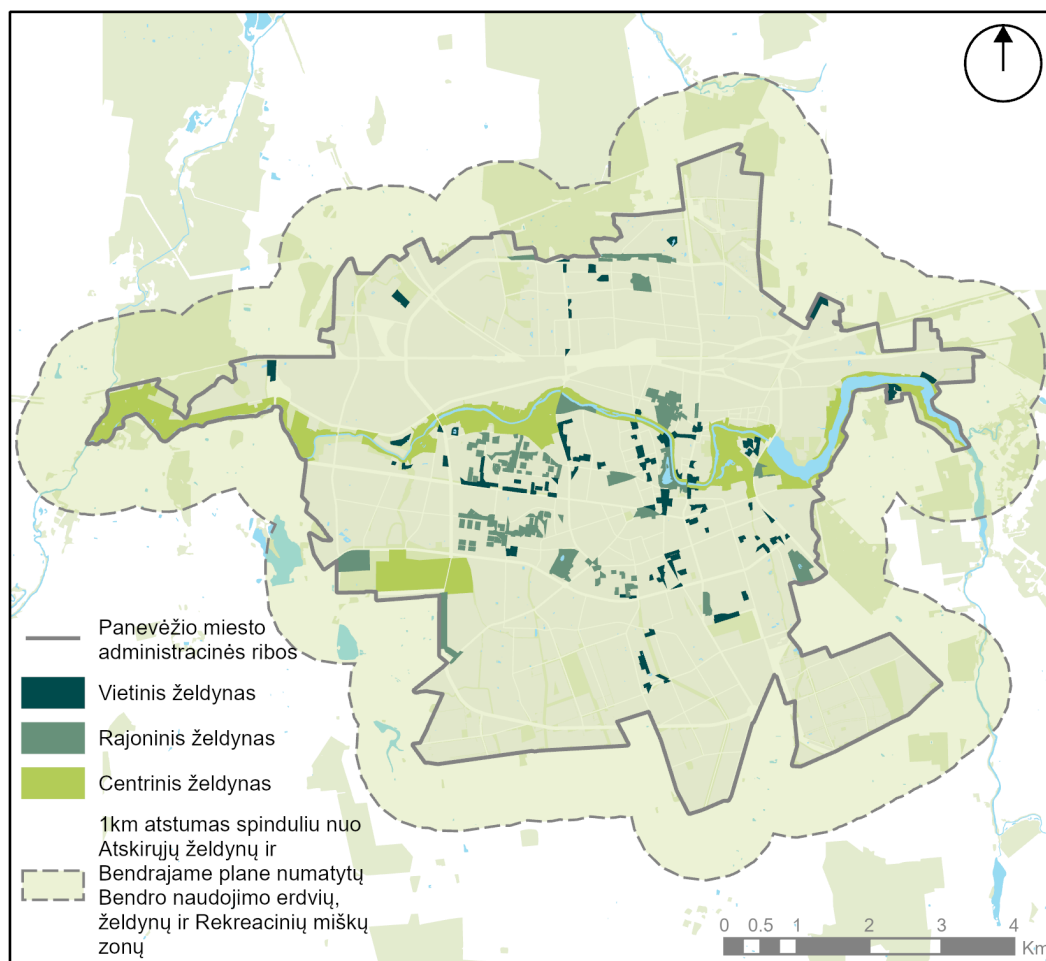 Panevėžio miesto
administracinės ribos
Vietinis želdynas
Rajoninis želdynas
Centrinis želdynas
1km atstumas spinduliu nuo
Atskirųjų želdynų ir
Bendrajame plane numatytų
Bendro naudojimo erdvių,
želdynų ir Rekreacinių miškų
zonų
0 0.5 1 2 3 4
Km